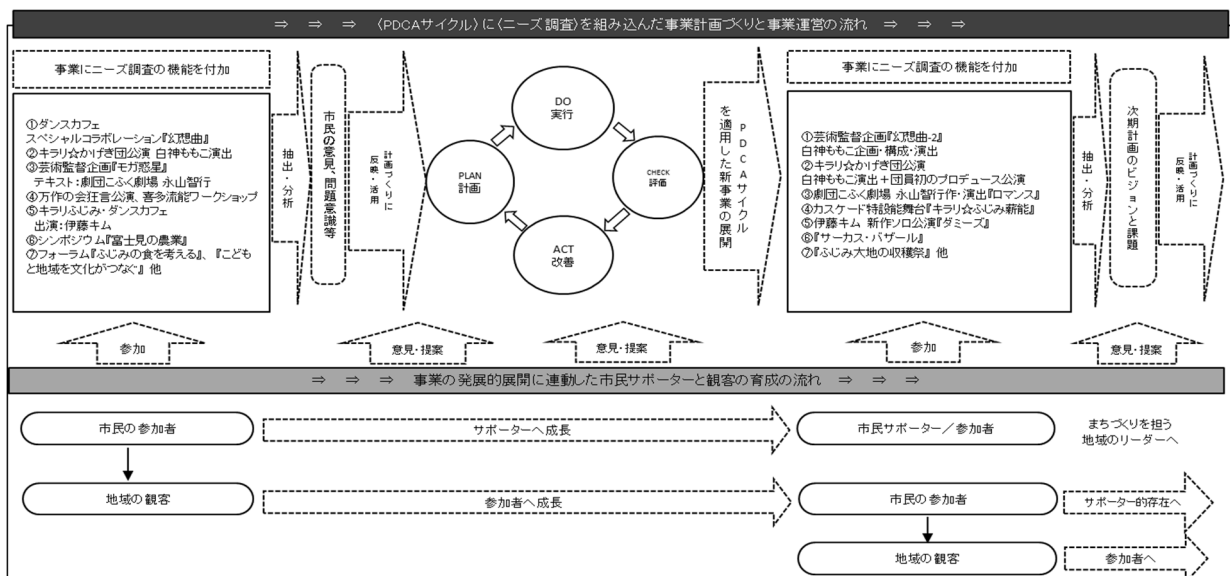 ⇒ ⇒ ⇒ 〈PDCAサイクル〉に〈ニーズ調査〉を組み込んだ事業計画づくりと事業運営の流れ ⇒ ⇒ ⇒
事業にニーズ調査の機能を付加
①ダンスカフェ
スペシャルコラボレーション『幻想曲』
②キラリ☆かげき団公演 白神ももこ演出
③芸術監督企画『モガ惑星』
テキスト:劇団こふく劇場 永山智行
④万作の会狂言公演、喜多流能ワークショップ
⑤キラリふじみ・ダンスカフェ
出演:伊藤キム
⑥シンポジウム『富士見の農業』
⑦フォーラム『ふじみの食を考える』、『こども
と地域を文化がつなぐ』 他
抽出・分析
市民の意見、問題意識等
計画づくりに
反映・活用
DO
実行
PLAN
計画
CHECK
評価
ACT
改善
PDCAサイクル
を適用した新事業の展開
事業にニーズ調査の機能を付加
①芸術監督企画『幻想曲-2』
白神ももこ企画・構成・演出
②キラリ☆かげき団公演
白神ももこ演出+団員初のプロデュース公演
③劇団こふく劇場 永山智行作・演出『ロマンス』
④カスケード特設能舞台『キラリ☆ふじみ薪能』
⑤伊藤キム 新作ソロ公演『ダミーズ』
⑥『サーカス・バザール』
⑦『ふじみ大地の収穫祭』 他
抽出・分析
次期計画のビジョンと課題
計画づくりに
反映・活用
参加
意見・提案
意見・提案
参加
意見・提案
⇒ ⇒ ⇒ 事業の発展的展開に連動した市民サポーターと観客の育成の流れ ⇒ ⇒ ⇒
市民の参加者
サポーターへ成長
市民サポーター/参加者
まちづくりを担う
地域のリーダーへ
地域の観客
参加者へ成長
市民の参加者
サポーター的存在へ
地域の観客
参加者へ